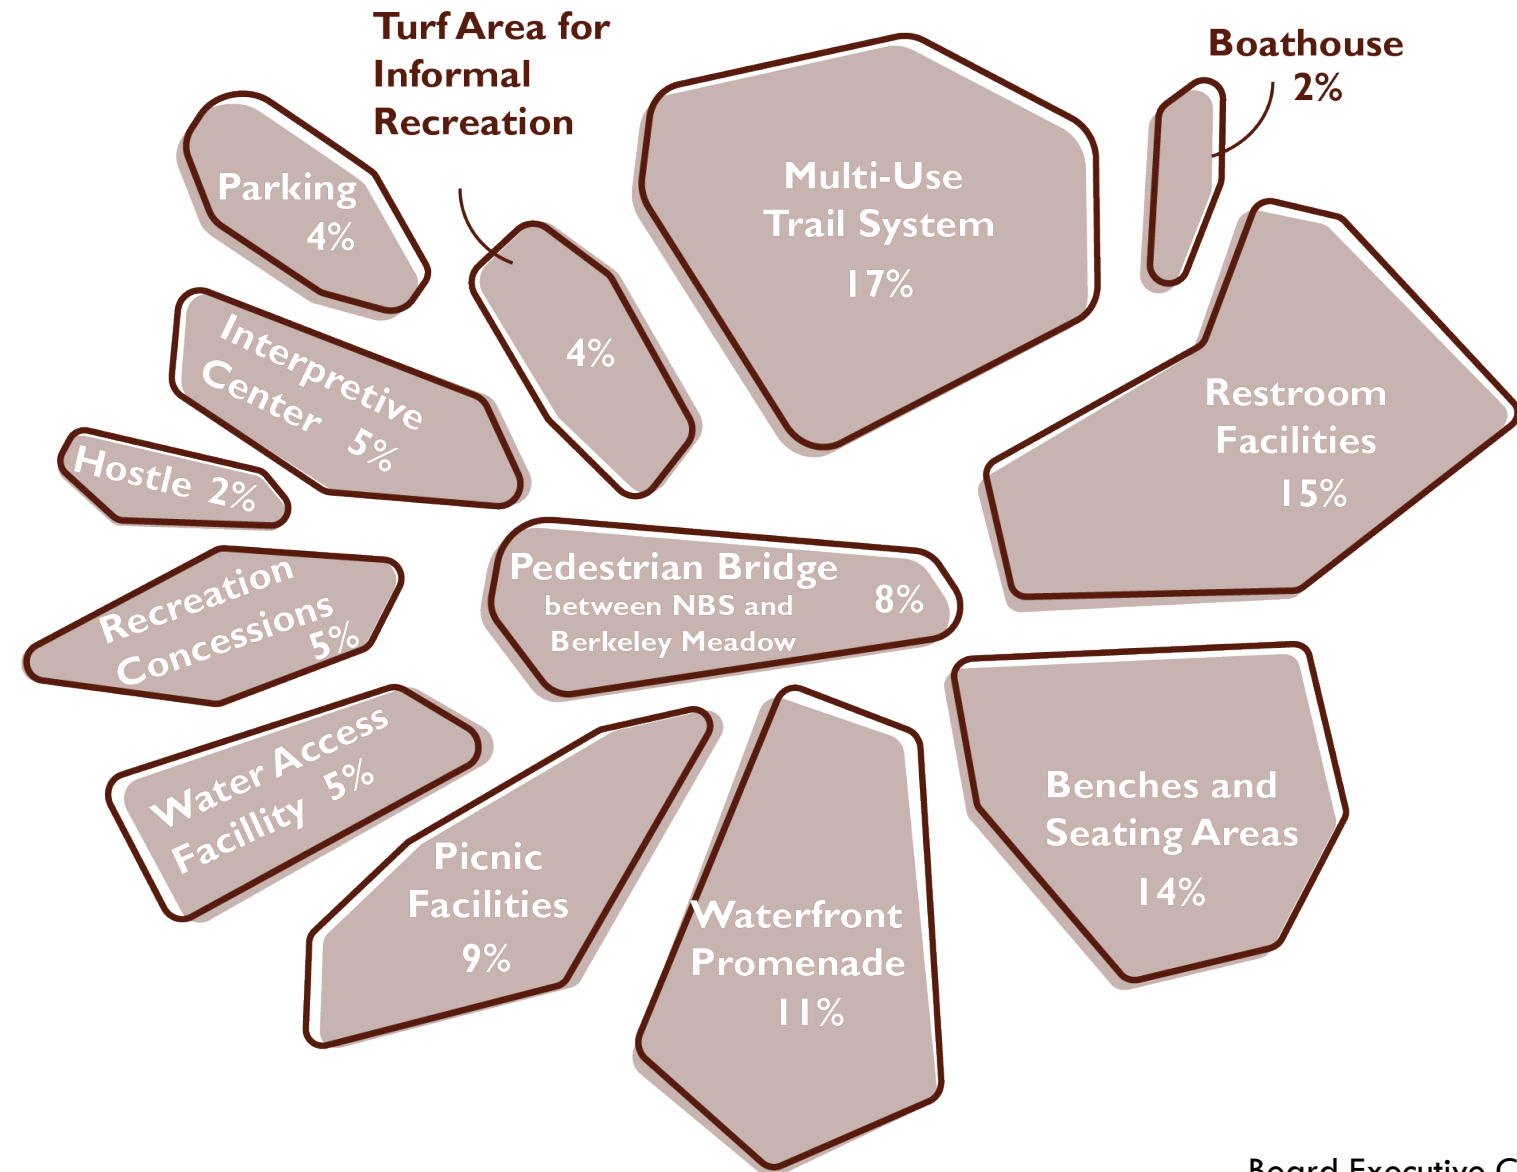 Turf Area for
Informal
Recreation
Boathouse
2%
Parking
4%
Multi-Use
Trail System
17%
Interpretive
Center 5%
4%
Restroom
Facilities
15%
Hostle 2%
Pedestrian Bridge
between NBS and
Berkeley Meadow
8%
Recreation
Concessions
5%
Water Access
Facillity 5%
Benches and
Seating Areas
14%
Picnic
Facilities
9%
Waterfront
Promenade
11%
Board Executive